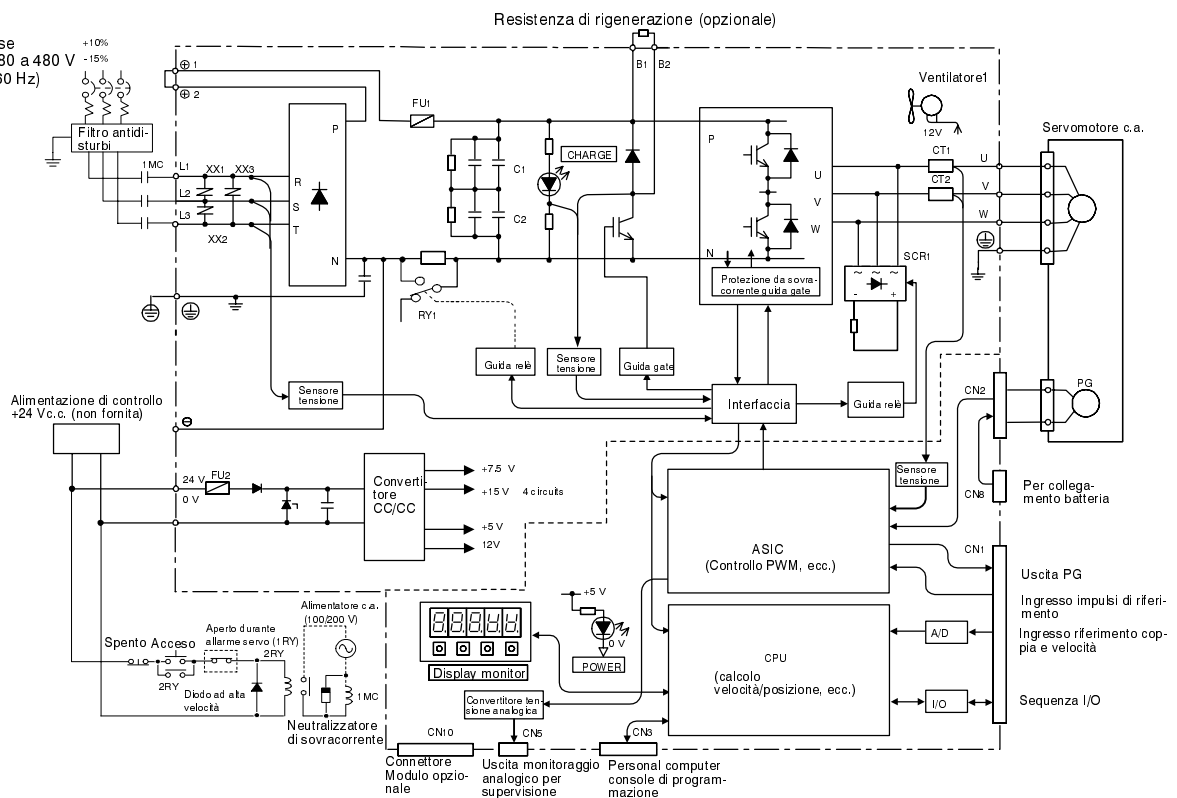 Resistenza di rigenerazione (opzionale)
se
80 a 480 V
60 Hz)
+10%
-15%
1
2
B1 B2
Ventilatore1
12V
FU1
Filtro antidi-
sturbi
P
CHARGE
C1
C2
P
CT1
CT2
U
V
W
Servomotore c.a.
1MC
L1
L2
L3
XX1 XX3
XX2
R
S
T
N
U
V
W
N
Protezione da sovra-
corrente guida gate
SCR1
~ ~ ~
- +
RY1
Guida relè
Sensore
tensione
Guida gate
Sensore
tensione
Interfaccia
Guida relè
CN2
PG
Alimentazione di controllo
+24 Vc.c. (non fornita)
24 V
0 V
FU2
Converti-
tore
CC/CC
+7.5 V
+15 V 4 circuits
+5 V
12V
Sensore
tensione
CN8
Per collega-
mento batteria
ASIC
(Controllo PWM, ecc.)
CN1
Uscita PG
Ingresso impulsi di riferi-
mento
Ingresso riferimento cop-
pia e velocità
A/D
Sequenza I/O
I/O
CPU
(calcolo
velocità/posizione, ecc.)
+5 V
0 V
POWER
Display monitor
Convertitore ten-
sione analogica
Spento Acceso
2RY
Aperto durante
allarme servo (1RY)
2RY
Diodo ad alta
velocità
Alimentatore c.a.
(100/200 V)
1MC
Neutralizzatore
di sovracorrente
CN10
CN5
CN3
Connettore
Modulo opzio-
nale
Uscita monitoraggio
analogico per
supervisione
Personal computer
console di program-
mazione